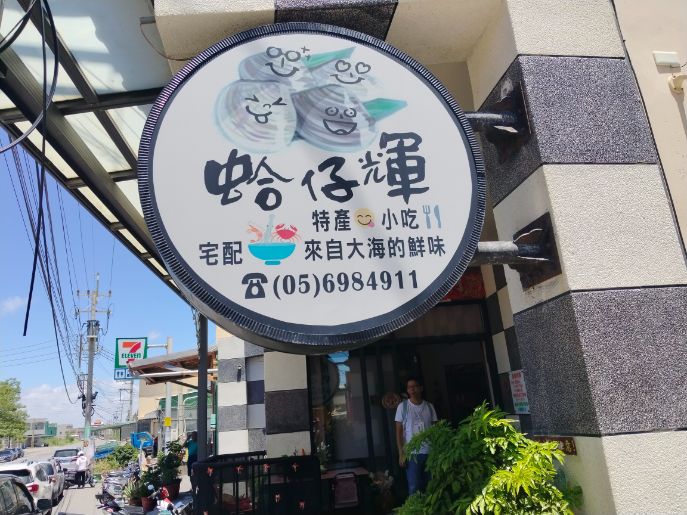 蛤仔輝
特產 小吃
宅配 來自大海的鮮味
☎(05)6984911
7
ELEVEN